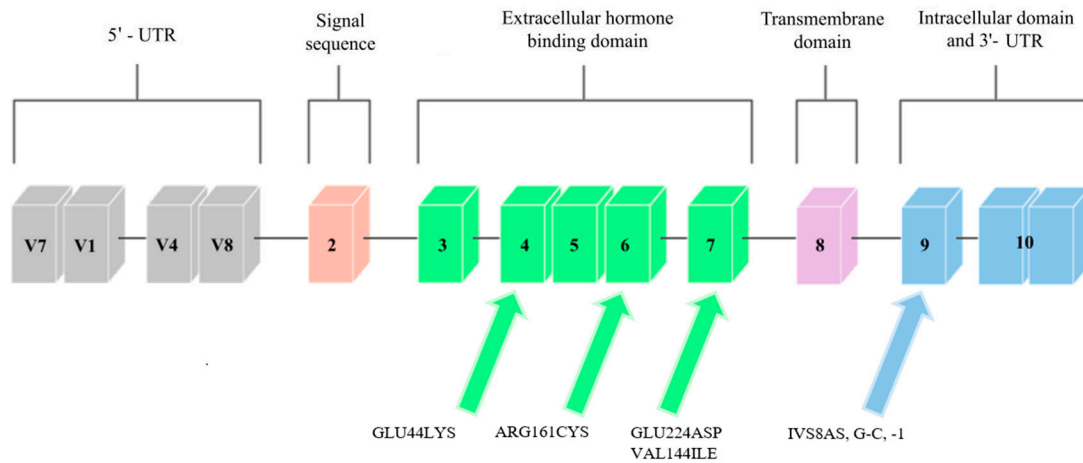 5' - UTR
Signal
sequence
Extracellular hormone
binding domain
Transmembrane
domain
Intracellular domain
and 3'- UTR
V7 V1 V4 V8 2 3 4 5 6 7 8 9 10
GLU44LYS ARG161CYS GLU224ASP IVS8AS, G-C, -1
VAL144ILE